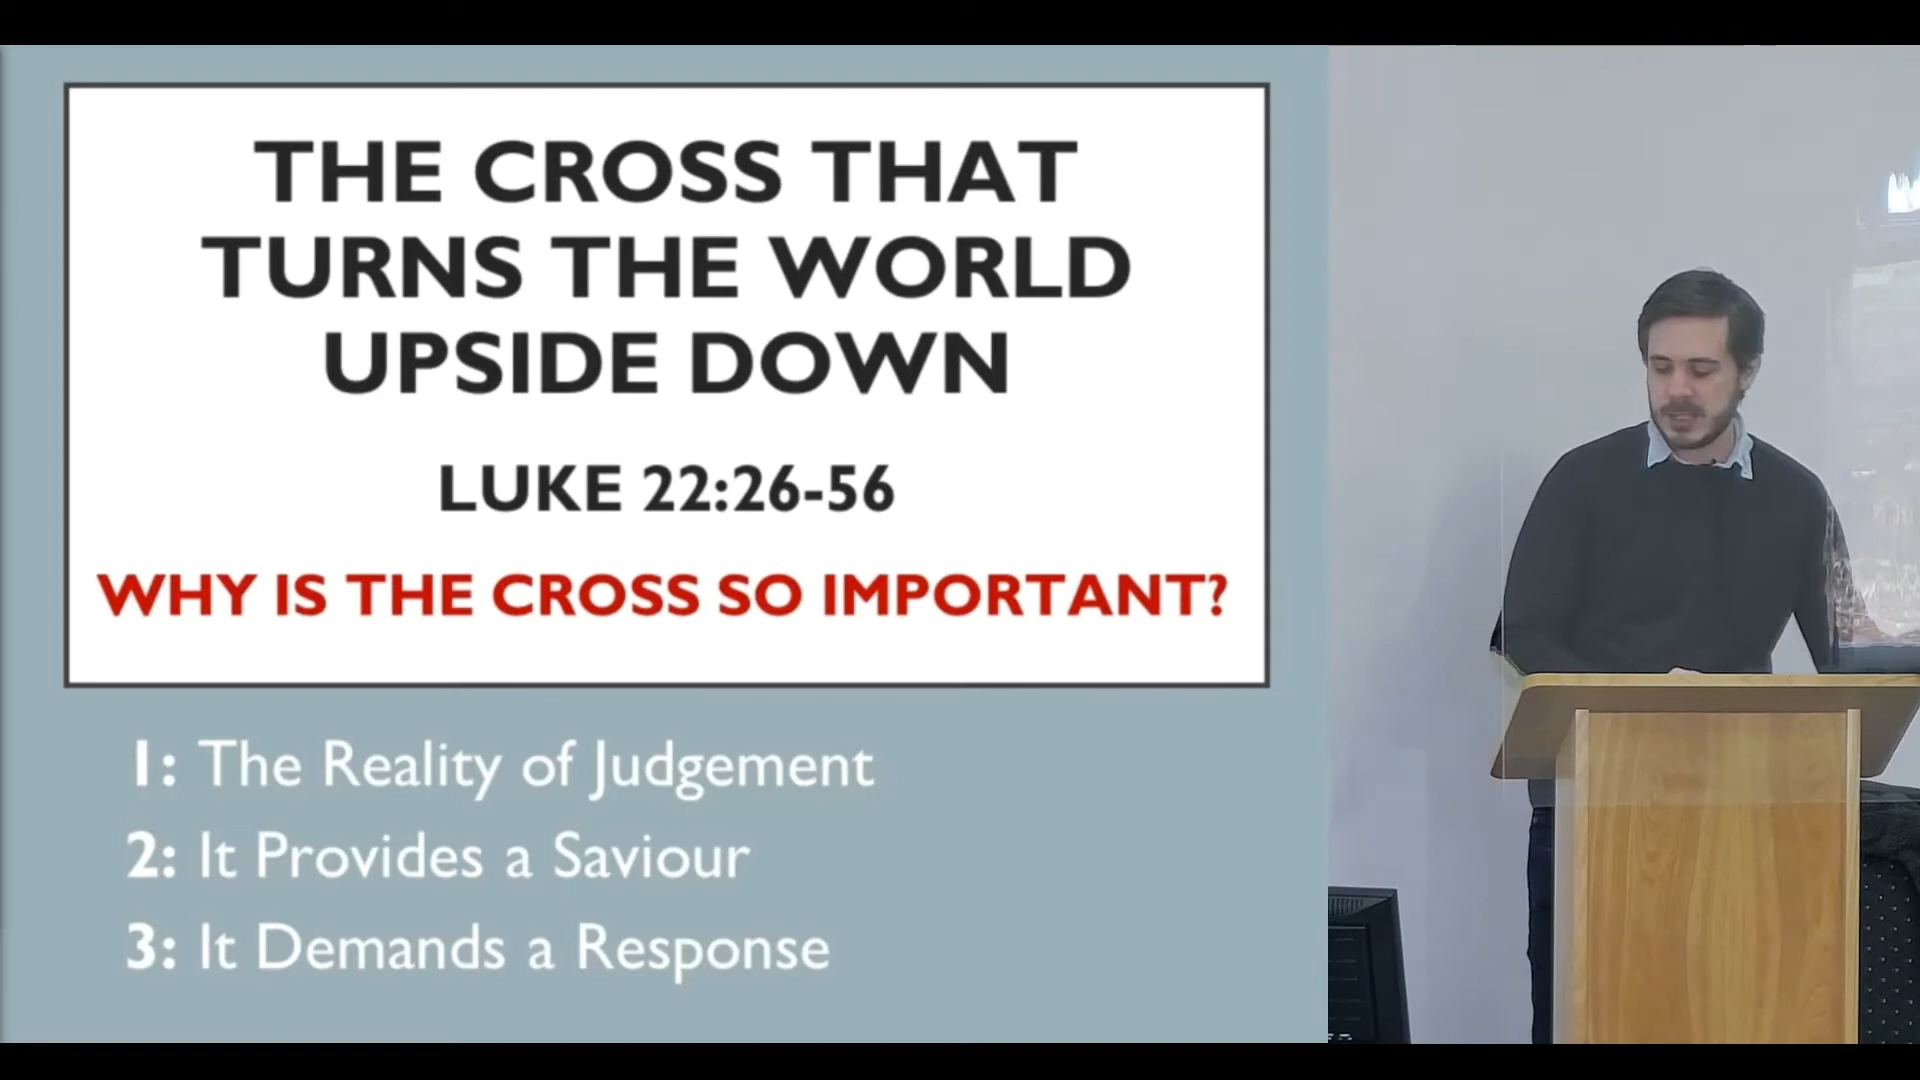 THE CROSS THAT
TURNS THE WORLD
UPSIDE DOWN
LUKE 22:26-56
WHY IS THE CROSS SO IMPORTANT?
1: The Reality of Judgement
2: It Provides a Saviour
3: It Demands a Response